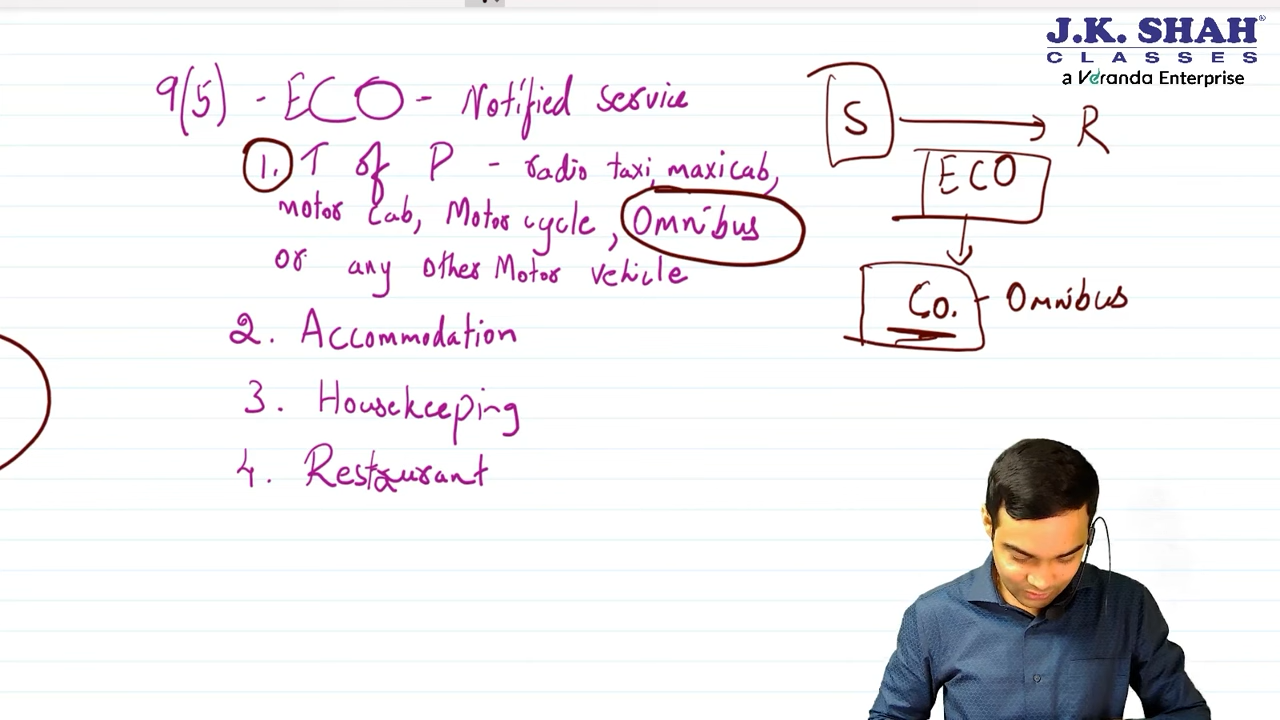 J.K. SHAH®
CLASSES
a Veranda Enterprise
9(5) - ECO - Notified service
1. T of P - radio taxi, maxicab,
motor cab, Motor cycle, Omnibus
or any other Motor vehicle
2. Accommodation
3. Housekeeping
4. Restaurant
S → R
ECO
Co. - Omnibus